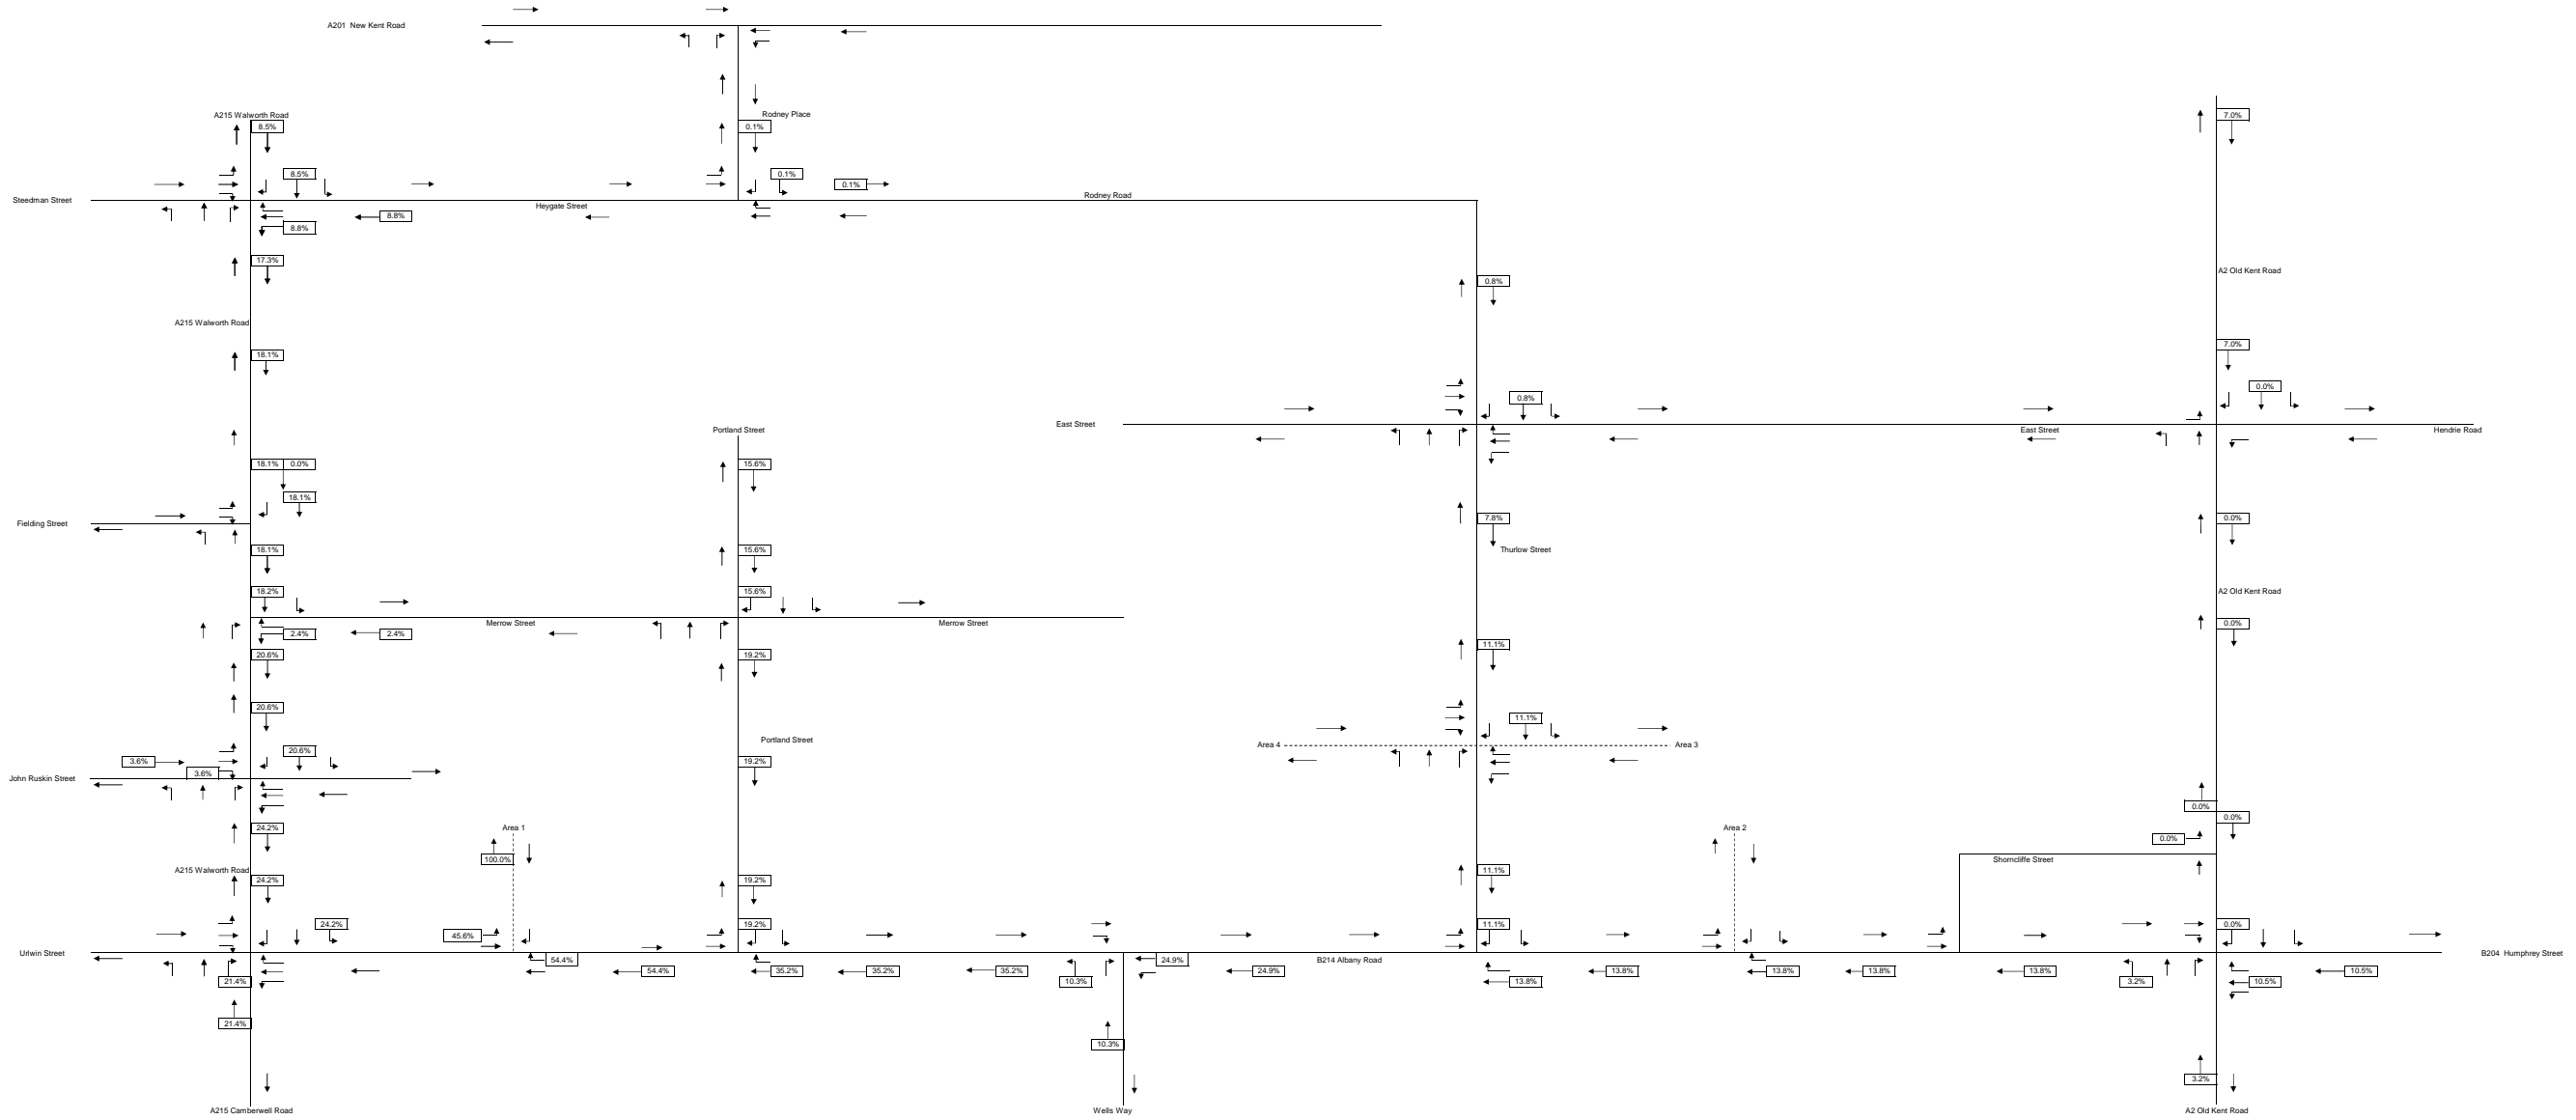 A201 New Kent Road
A215 Walworth Road
Rodney Place
8.5%
0.1%
7.0%
8.5%
0.1%
0.1%
Steedman Street
Heygate Street
Rodney Road
8.8%
8.8%
17.3%
A2 Old Kent Road
0.8%
A215 Walworth Road
7.0%
18.1%
0.0%
0.8%
East Street
East Street
Hendrie Road
Portland Street
18.1%
0.0%
15.6%
18.1%
7.8%
0.0%
Fielding Street
18.1%
15.6%
Thurlow Street
18.2%
15.6%
A2 Old Kent Road
Merrow Street
Merrow Street
0.0%
2.4%
2.4%
20.6%
19.2%
11.1%
20.6%
11.1%
Portland Street
Area 4
Area 3
20.6%
3.6%
19.2%
3.6%
John Ruskin Street
0.0%
0.0%
24.2%
Area 1
Area 2
0.0%
100.0%
Shorncliffe Street
A215 Walworth Road
11.1%
24.2%
19.2%
24.2%
19.2%
11.1%
0.0%
45.6%
Urlwin Street
54.4%
24.9%
B214 Albany Road
B204 Humphrey Street
54.4%
35.2%
35.2%
35.2%
24.9%
13.8%
13.8%
13.8%
13.8%
13.8%
10.5%
21.4%
10.3%
3.2%
10.5%
21.4%
10.3%
3.2%
A215 Camberwell Road
Wells Way
A2 Old Kent Road